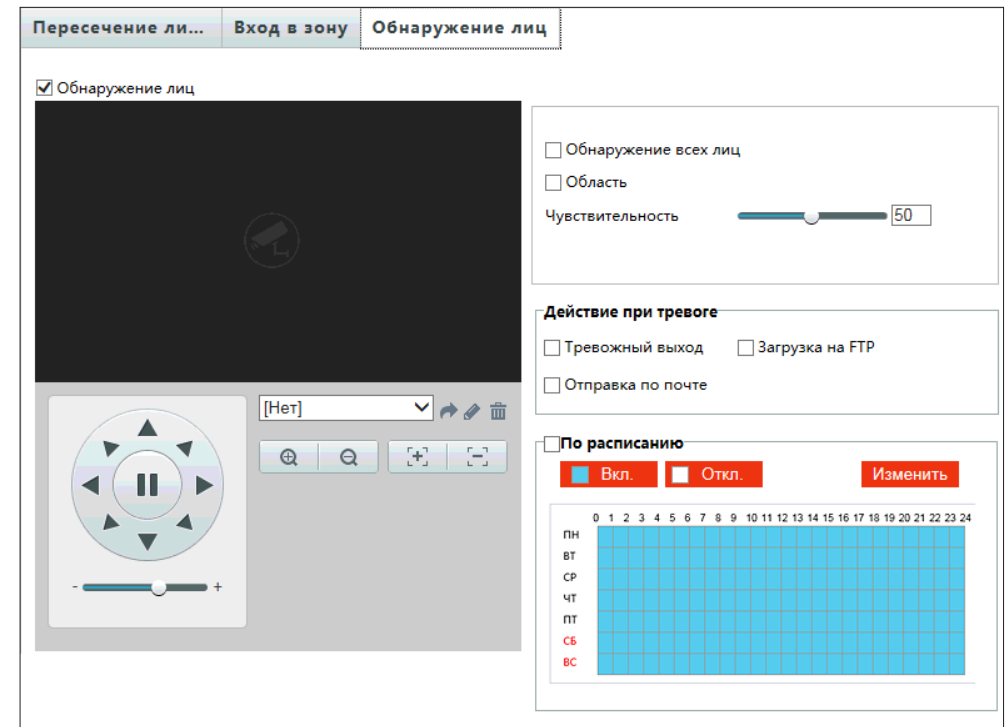 Пересечение ли... Вход в зону Обнаружение лиц
Обнаружение лиц
Обнаружение всех лиц
Область
Чувствительность 50
Действие при тревоге
Тревожный выход Загрузка на FTP
Отправка по почте
[Нет]
- +
По расписанию
Вкл. Откл. Изменить
0 1 2 3 4 5 6 7 8 9 10 11 12 13 14 15 16 17 18 19 20 21 22 23 24
ПН
ВТ
СР
ЧТ
ПТ
СБ
ВС